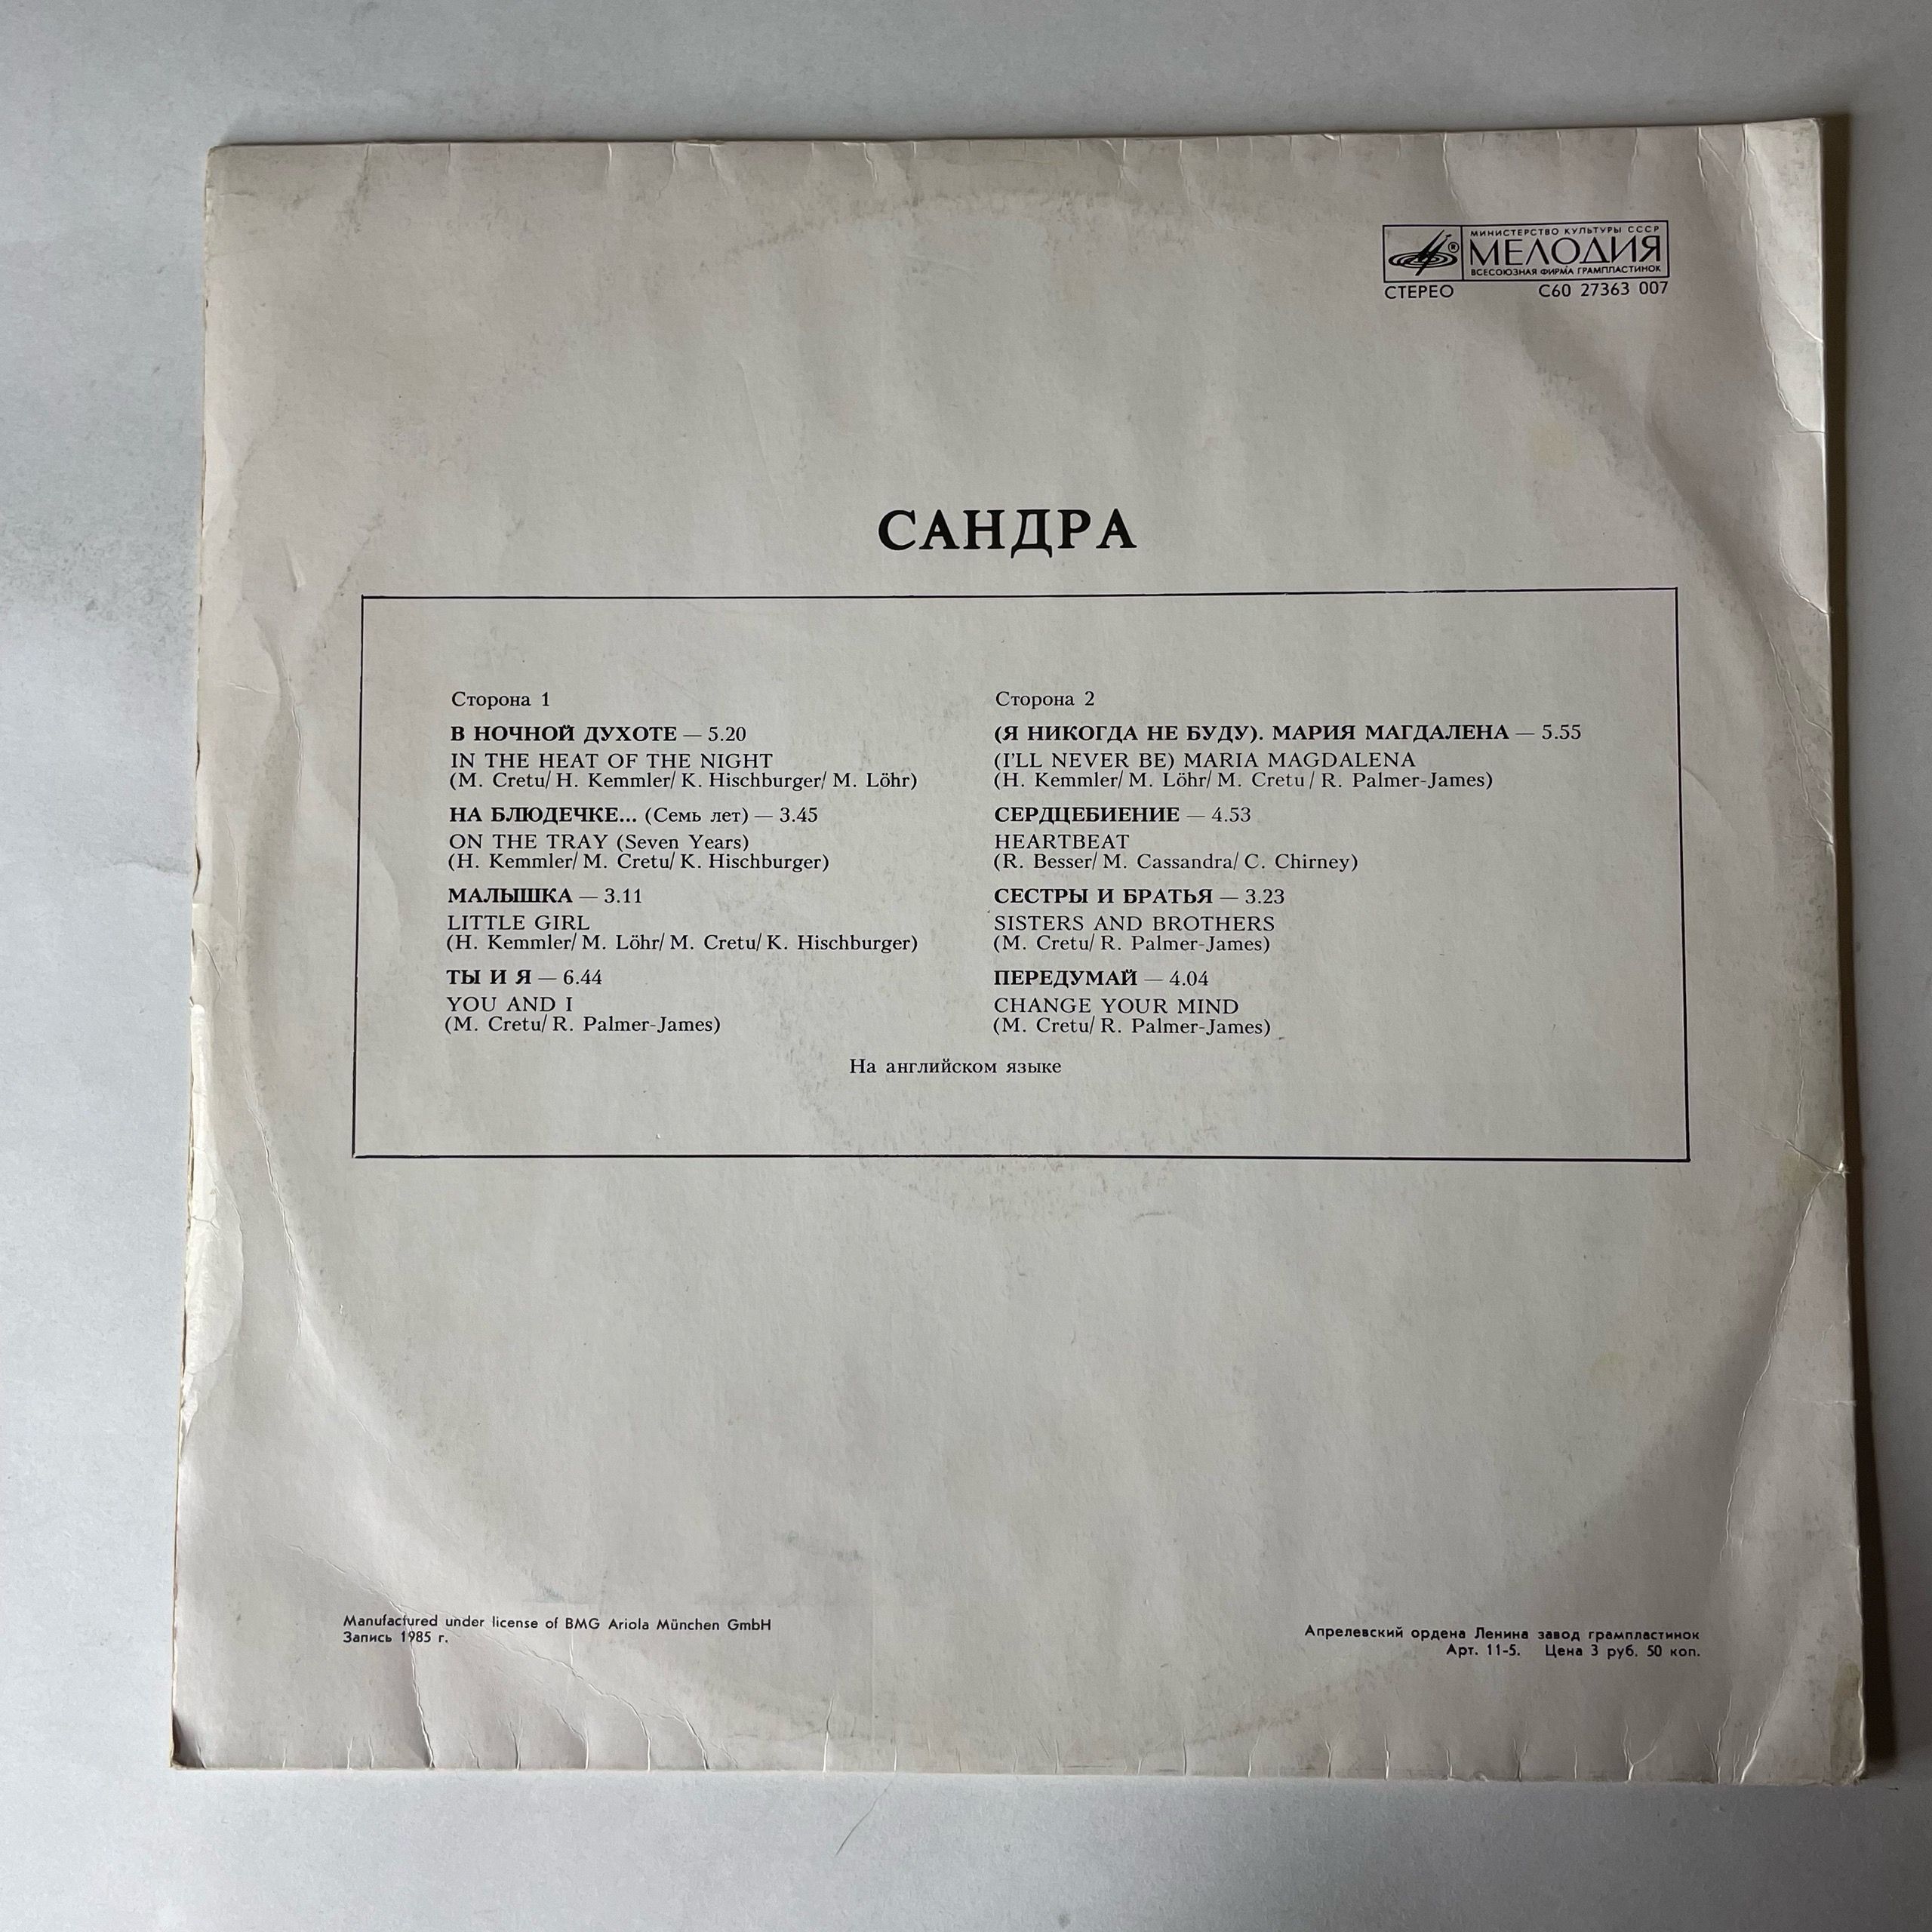 МИНИСТЕРСТВО КУЛЬТУРЫ СССР
® МЕЛОДИЯ
ВСЕСОЮЗНАЯ ФИРМА ГРАМПЛАСТИНОК
СТЕРЕО С60 27363 007
САНДРА
Сторона 1
В НОЧНОЙ ДУХОТЕ — 5.20
IN THE HEAT OF THE NIGHT
(M. Cretu/ H. Kemmler/ K. Hischburger/ M. Löhr)
НА БЛЮДЕЧКЕ... (Семь лет) — 3.45
ON THE TRAY (Seven Years)
(H. Kemmler/ M. Cretu/ K. Hischburger)
МАЛЫШКА — 3.11
LITTLE GIRL
(H. Kemmler/ M. Löhr/ M. Cretu/ K. Hischburger)
ТЫ И Я — 6.44
YOU AND I
(M. Cretu/ R. Palmer-James)
Сторона 2
(Я НИКОГДА НЕ БУДУ). МАРИЯ МАГДАЛЕНА — 5.55
(I'LL NEVER BE) MARIA MAGDALENA
(H. Kemmler/ M. Löhr/ M. Cretu / R. Palmer-James)
СЕРДЦЕБИЕНИЕ — 4.53
HEARTBEAT
(R. Besser/ M. Cassandra/ C. Chirney)
СЕСТРЫ И БРАТЬЯ — 3.23
SISTERS AND BROTHERS
(M. Cretu/ R. Palmer-James)
ПЕРЕДУМАЙ — 4.04
CHANGE YOUR MIND
(M. Cretu/ R. Palmer-James)
На английском языке
Manufactured under license of BMG Ariola München GmbH
Запись 1985 г.
Апрелевский ордена Ленина завод грампластинок
Арт. 11-5. Цена 3 руб. 50 коп.